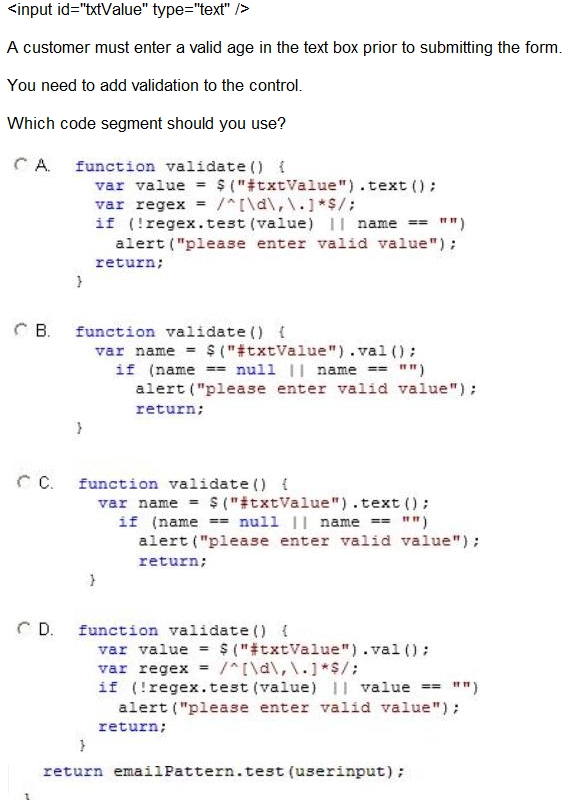 <input id="txtValue" type="text" />
A customer must enter a valid age in the text box prior to submitting the form.
You need to add validation to the control.
Which code segment should you use?
A. function validate() {
var value = $("#txtValue").text();
var regex = /^[\d\,\.]*$/;
if (!regex.test(value) || name == "")
alert("please enter valid value");
return;
}
B. function validate() {
var name = $("#txtValue").val();
if (name == null || name == "")
alert("please enter valid value");
return;
}
C. function validate() {
var name = $("#txtValue").text();
if (name == null || name == "")
alert("please enter valid value");
return;
}
D. function validate() {
var value = $("#txtValue").val();
var regex = /^[\d\,\.]*$/;
if (!regex.test(value) || value == "")
alert("please enter valid value");
return;
}
return emailPattern.test(userinput);
}